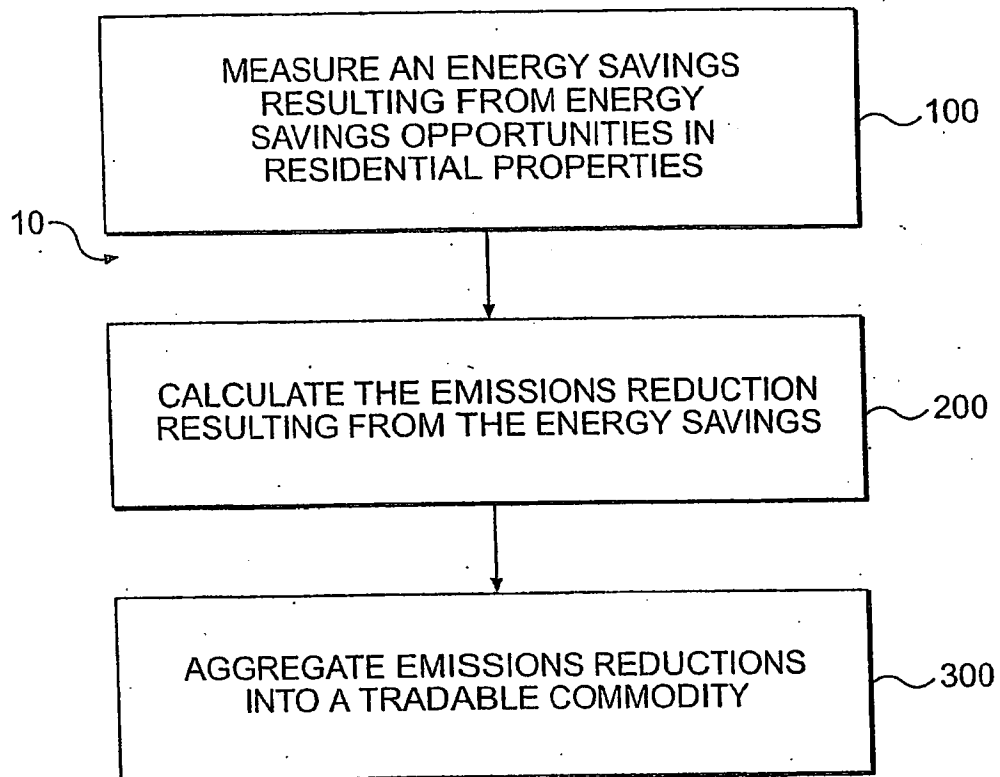 MEASURE AN ENERGY SAVINGS
RESULTING FROM ENERGY
SAVINGS OPPORTUNITIES IN
RESIDENTIAL PROPERTIES
100
10
CALCULATE THE EMISSIONS REDUCTION
RESULTING FROM THE ENERGY SAVINGS
200
AGGREGATE EMISSIONS REDUCTIONS
INTO A TRADABLE COMMODITY
300